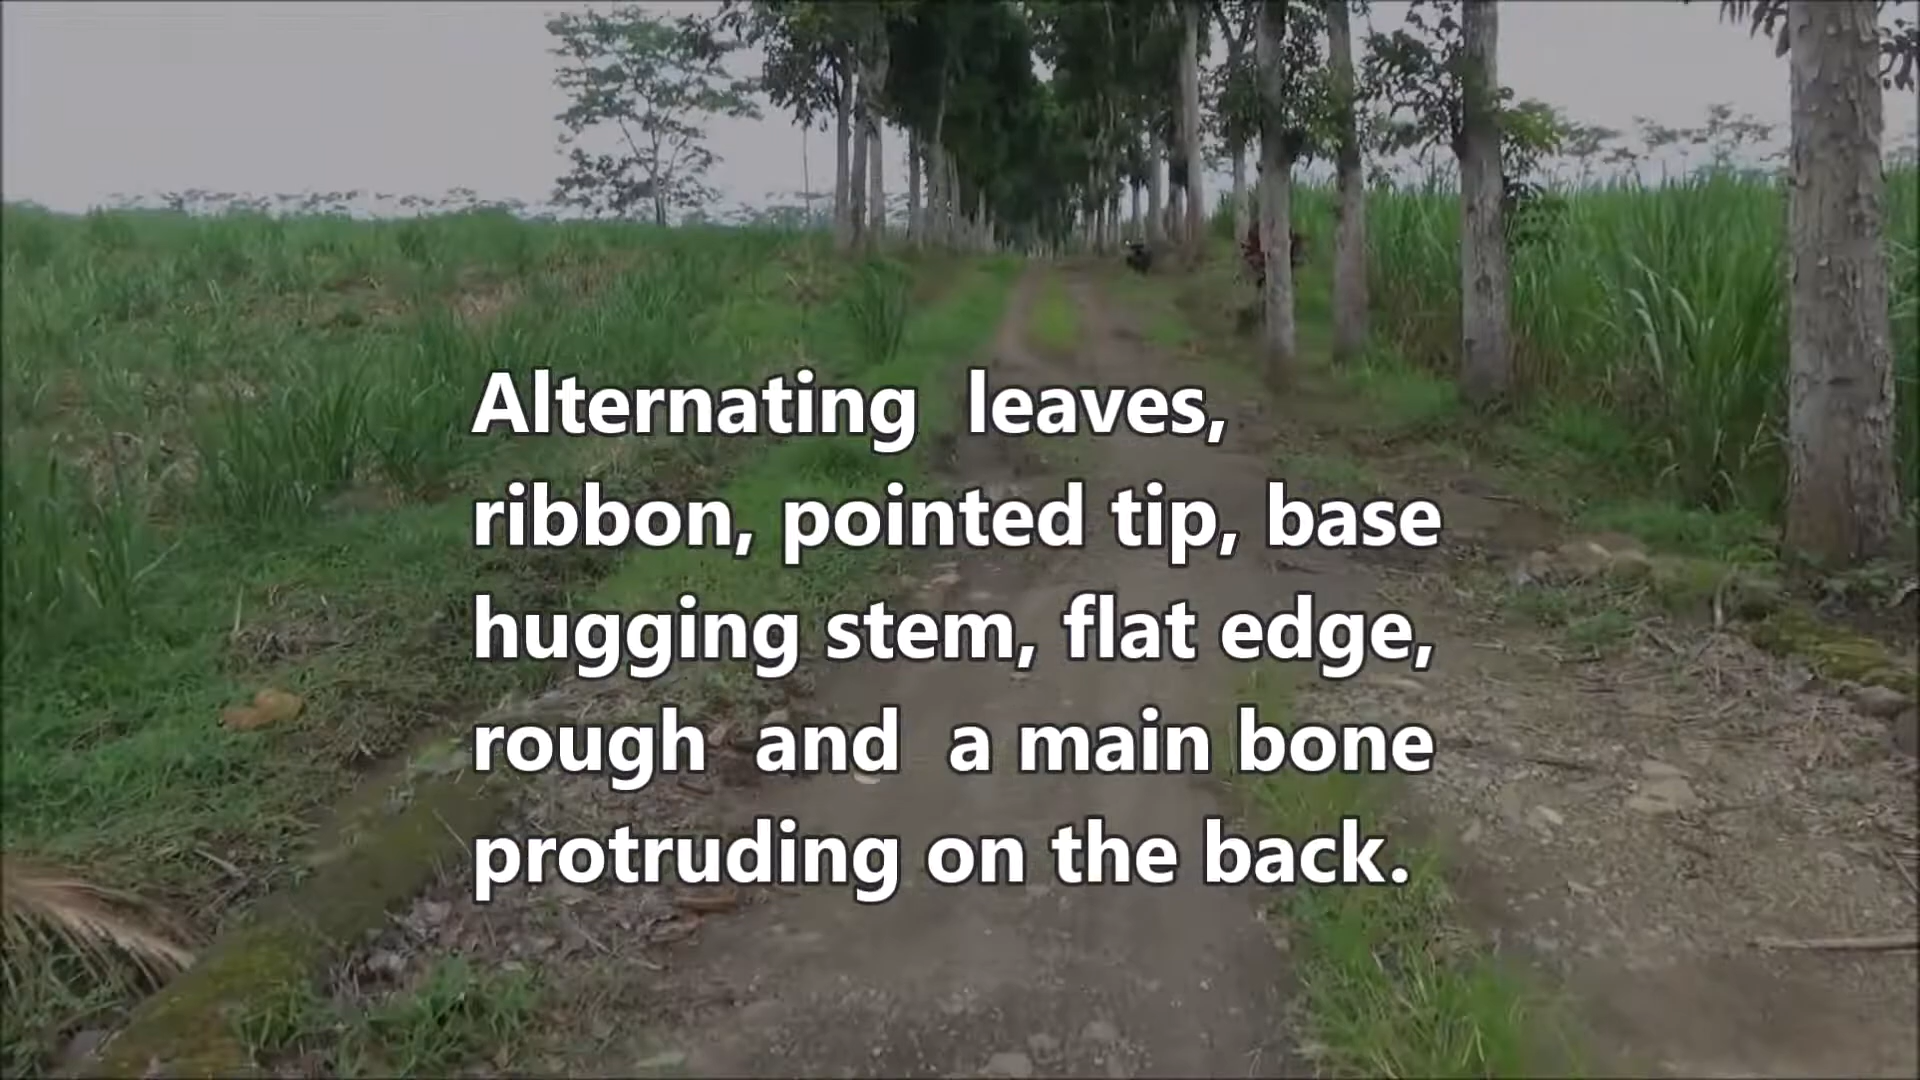 Alternating leaves,
ribbon, pointed tip, base
hugging stem, flat edge,
rough and a main bone
protruding on the back.